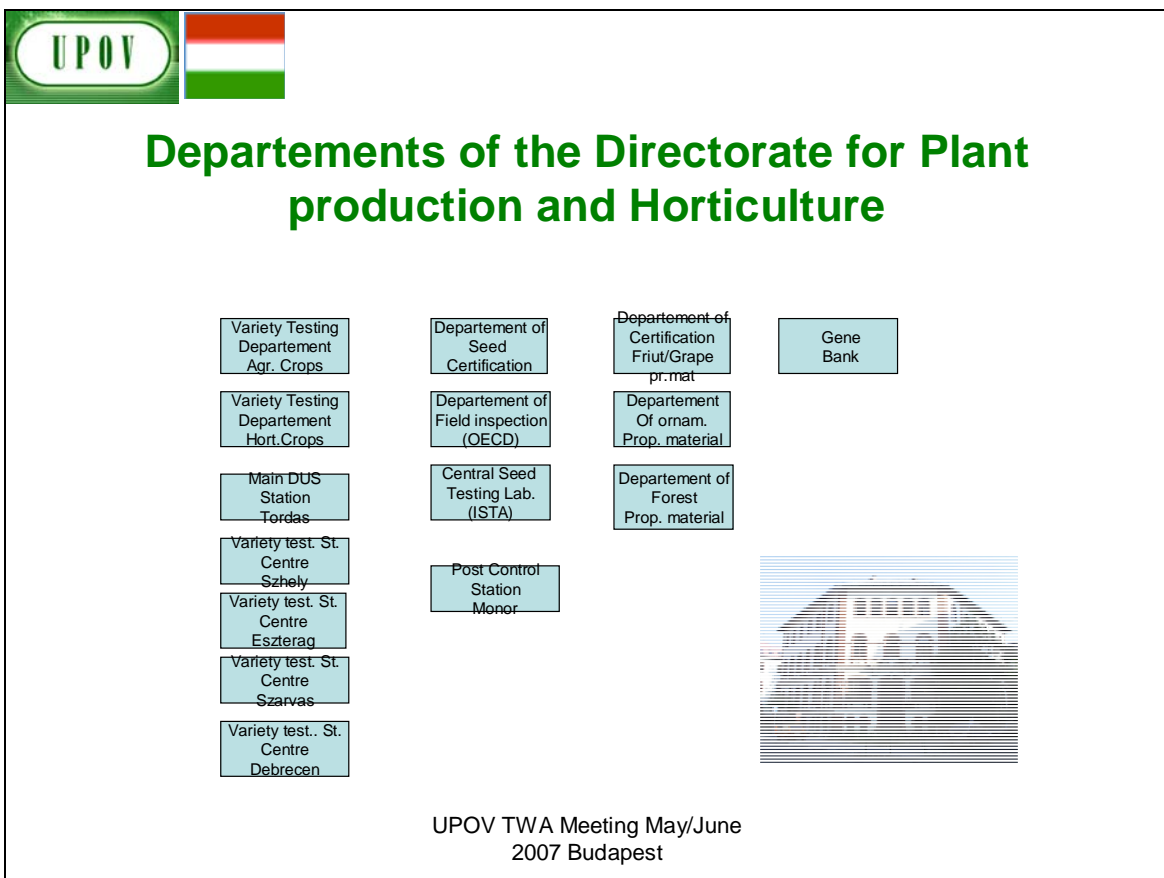 UPOV
Departements of the Directorate for Plant
production and Horticulture
Variety Testing
Departement
Agr. Crops
Variety Testing
Departement
Hort.Crops
Main DUS
Station
Tordas
Variety test. St.
Centre
Szhely
Variety test. St.
Centre
Eszterag
Variety test. St.
Centre
Szarvas
Variety test.. St.
Centre
Debrecen
Departement of
Seed
Certification
Departement of
Field inspection
(OECD)
Central Seed
Testing Lab.
(ISTA)
Post Control
Station
Monor
Departement of
Certification
Friut/Grape
pr.mat
Departement
Of ornam.
Prop. material
Departement of
Forest
Prop. material
Gene
Bank
UPOV TWA Meeting May/June
2007 Budapest